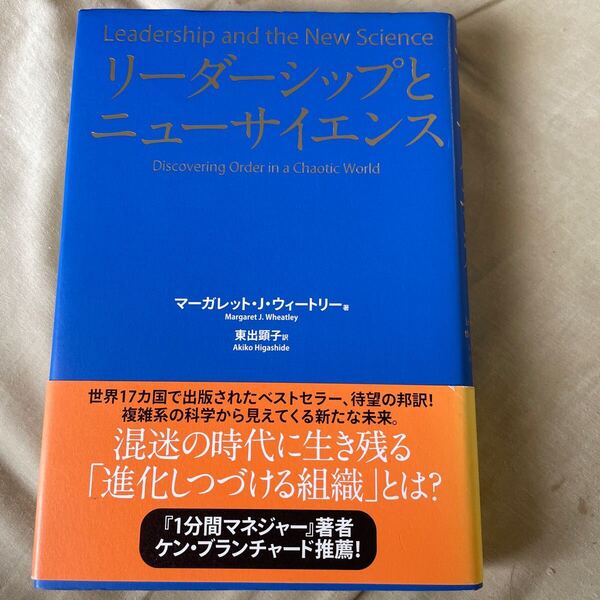 Leadership and the New Science
リーダーシップと
ニューサイエンス
Discovering Order in a Chaotic World
マーガレット・J・ウィートリー 著
Margaret J. Wheatley
東出顕子 訳
Akiko Higashide
世界17カ国で出版されたベストセラー、待望の邦訳!
複雑系の科学から見えてくる新たな未来。
混迷の時代に生き残る
「進化しつづける組織」とは?
『1分間マネジャー』著者
ケン・ブランチャード推薦!